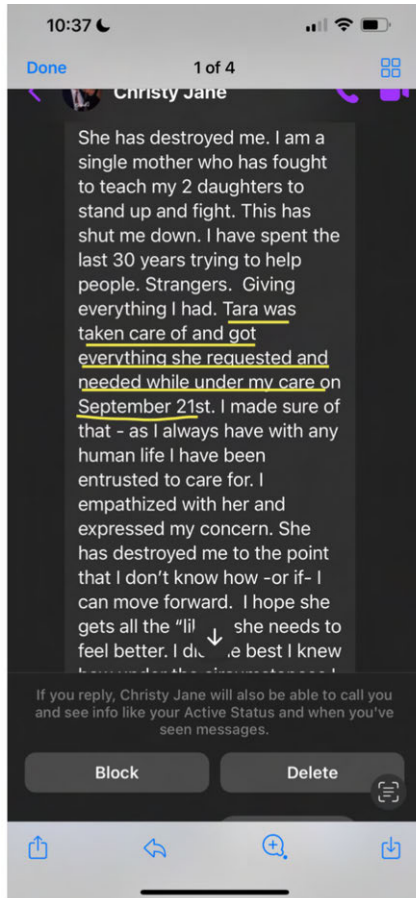 10:37
Done
1 of 4
Christy Jane
She has destroyed me. I am a
single mother who has fought
to teach my 2 daughters to
stand up and fight. This has
shut me down. I have spent the
last 30 years trying to help
people. Strangers.  Giving
everything I had. Tara was
taken care of and got
everything she requested and
needed while under my care on
September 21st. I made sure of
that - as I always have with any
human life I have been
entrusted to care for. I
empathized with her and
expressed my concern. She
has destroyed me to the point
that I don't know how -or if- I
can move forward.  I hope she
gets all the "li she needs to
feel better. I best I knew
If you reply, Christy Jane will also be able to call you
and see info like your Active Status and when you've
seen messages.
Block
Delete